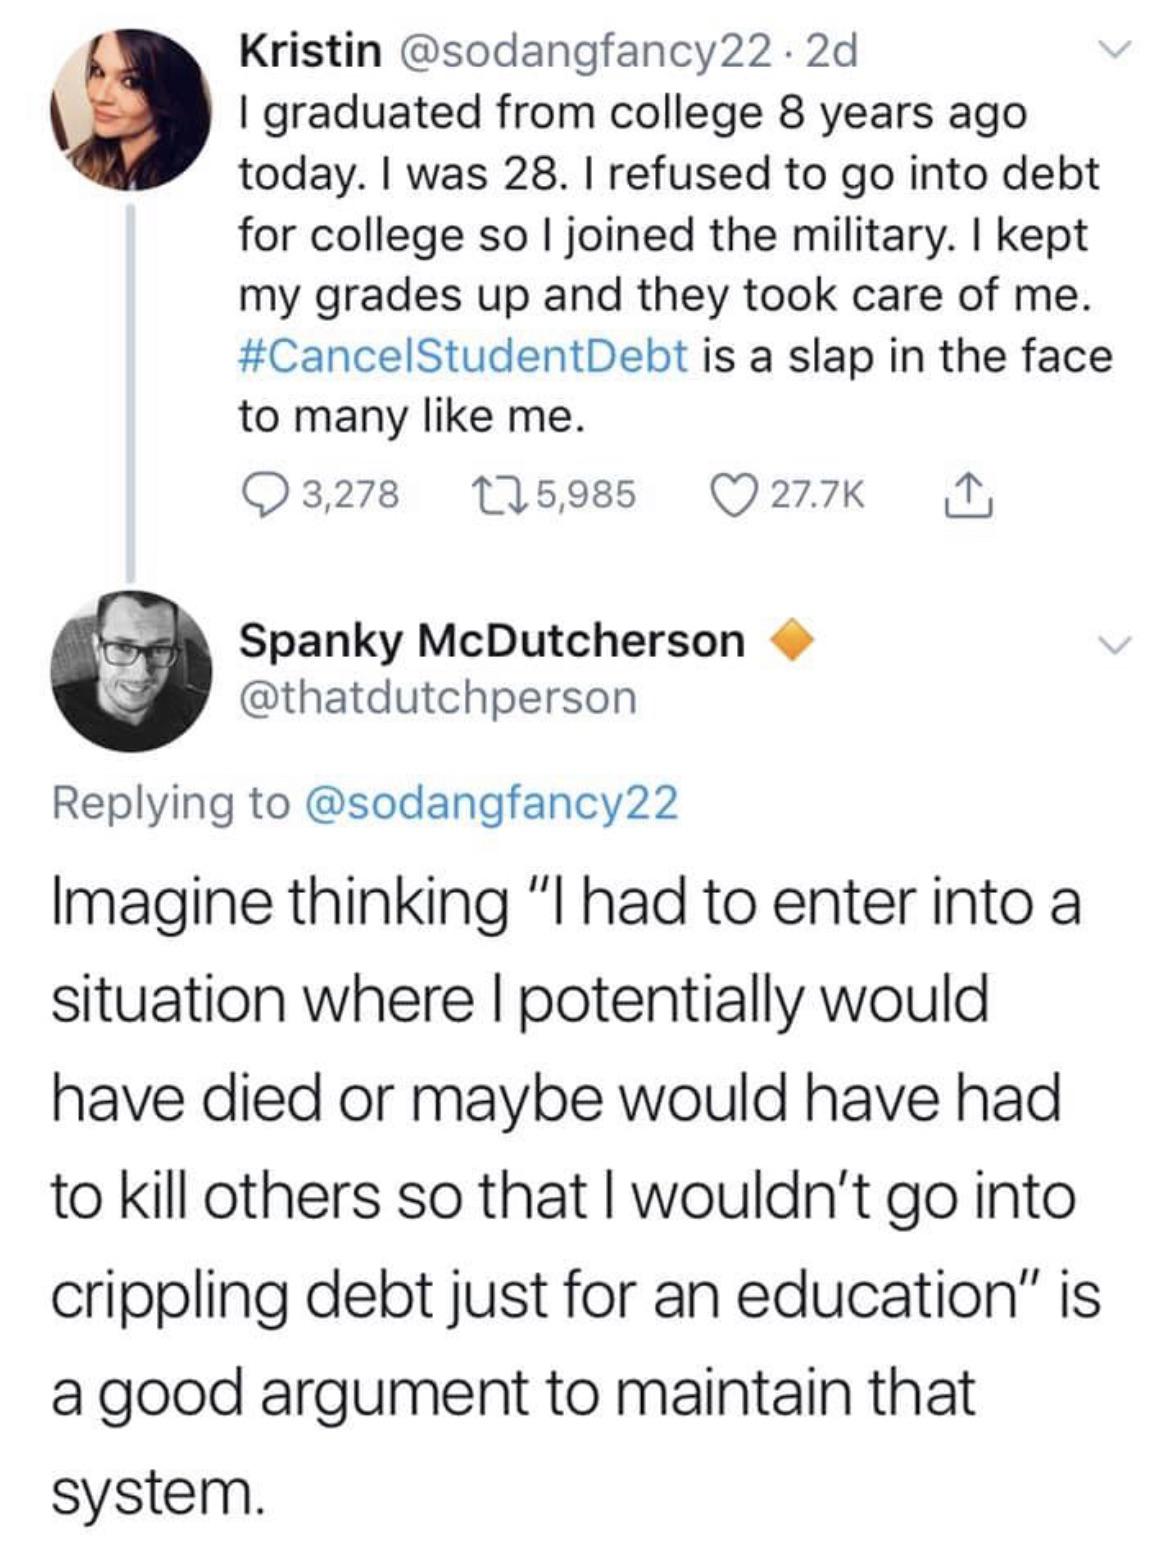 Kristin @sodangfancy22 · 2d
I graduated from college 8 years ago
today. I was 28. I refused to go into debt
for college so I joined the military. I kept
my grades up and they took care of me.
#CancelStudentDebt is a slap in the face
to many like me.
3,278 5,985 27.7K
Spanky McDutcherson 🔶
@thatdutchperson
Replying to @sodangfancy22
Imagine thinking "I had to enter into a
situation where I potentially would
have died or maybe would have had
to kill others so that I wouldn't go into
crippling debt just for an education" is
a good argument to maintain that
system.